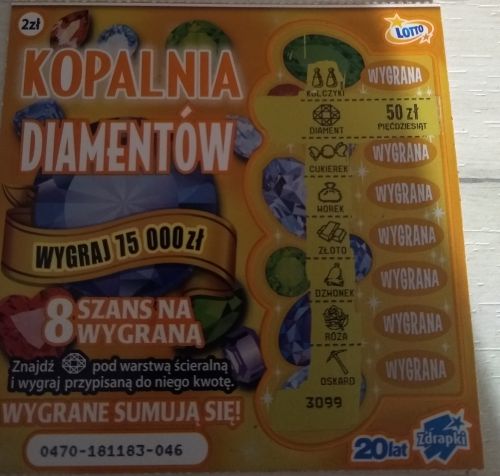 2zł
LOTTO
KOPALNIA
DIAMENTÓW
WYGRAJ 75 000 zł
8 SZANS NA
WYGRANĄ
Znajdź pod warstwą ścieralną
i wygraj przypisaną do niego kwotę.
WYGRANE SUMUJĄ SIĘ!
0470-181183-046
KOLCZYKI
WYGRANA
DIAMENT
50 zł
PIĘĆDZIESIĄT
CUKIEREK
WYGRANA
WOREK
WYGRANA
ZŁOTO
WYGRANA
DZWONEK
WYGRANA
RÓŻA
WYGRANA
OSKARD
WYGRANA
3099
20 lat
Zdrapki